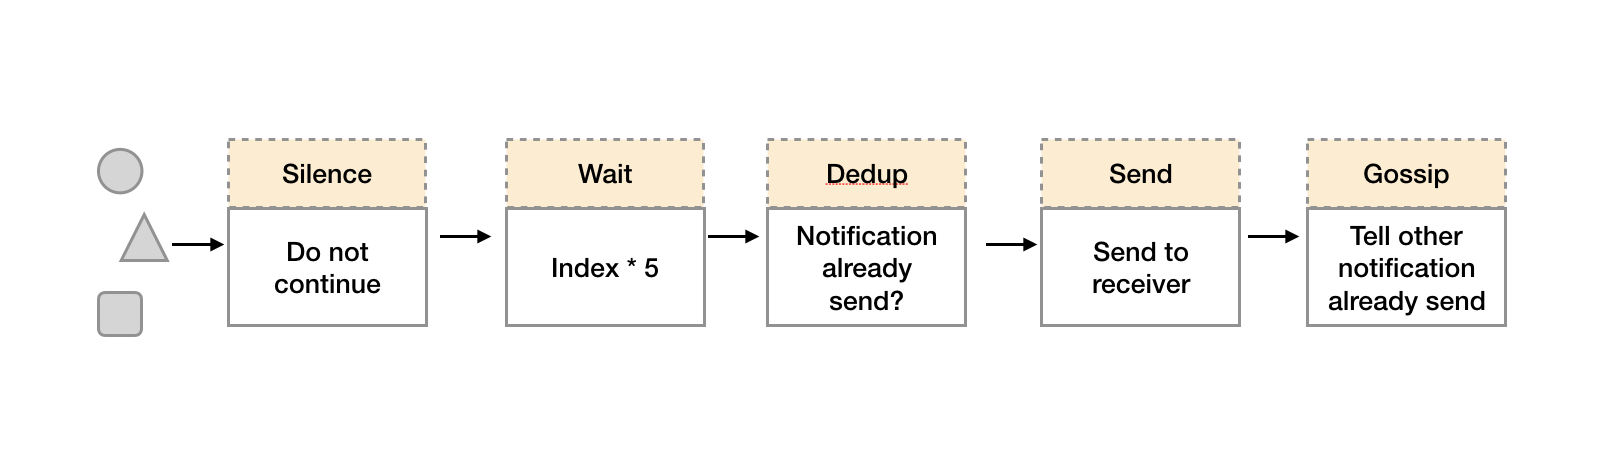 Silence
Do not
continue
Wait
Index * 5
Dedup
Notification
already
send?
Send
Send to
receiver
Gossip
Tell other
notification
already send